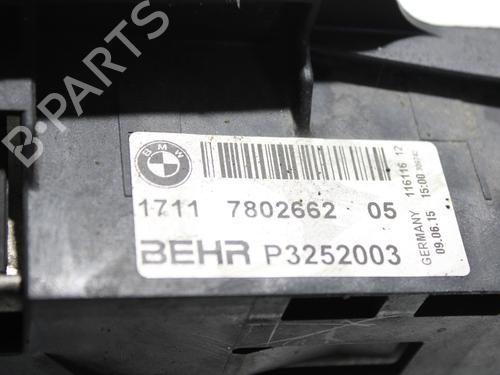 B-PARTS
BMW
1711 7802662 05
BEHR P3252003
GERMANY 116116 12
09.06.15 15:00